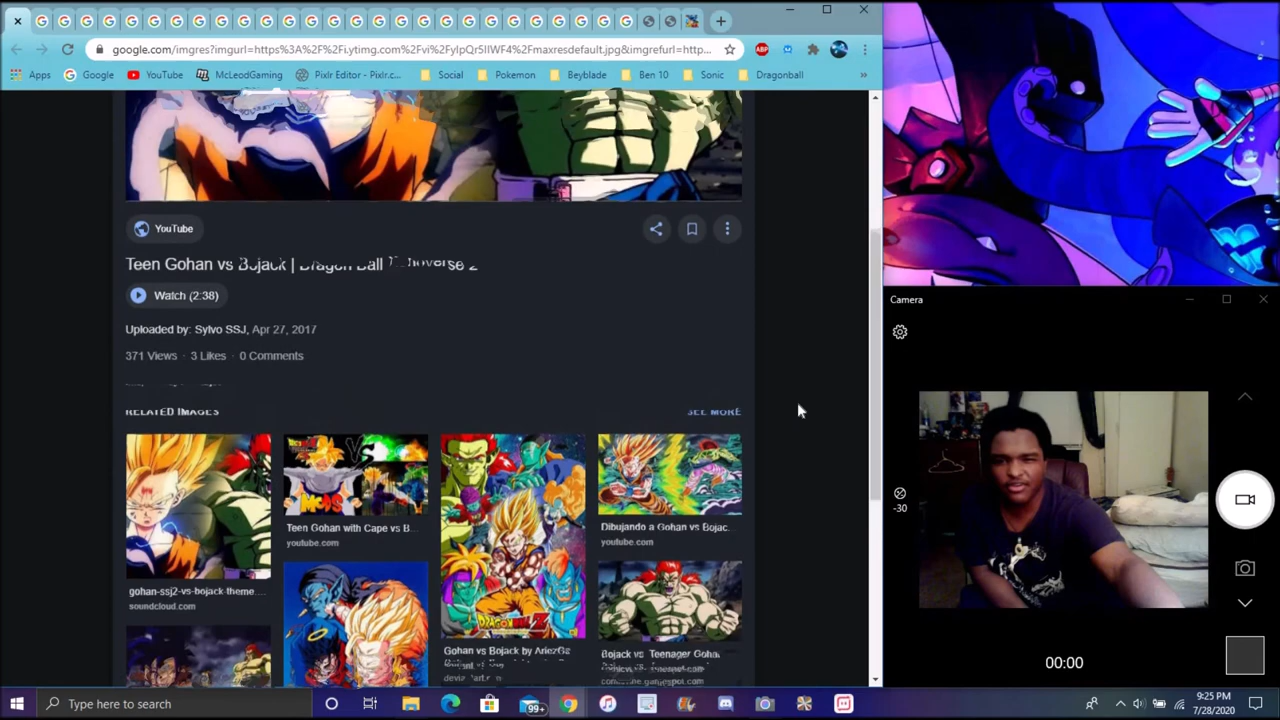 google.com/imgres?imgurl=https%3A%2F%2Fi.ytimg.com%2Fvi%2FylpQr5IIWF4%2Fmaxresdefault.jpg&imgrefurl=http...
ABP
Apps Google YouTube McLeodGaming Pixlr Editor - Pixlr.c... Social Pokemon Beyblade Ben 10 Sonic Dragonball »
YouTube
Teen Gohan vs Bojack | Dragon Ball
Watch (2:38)
Uploaded by: Sylvo SSJ, Apr 27, 2017
371 Views · 3 Likes · 0 Comments
RELATED IMAGES SEE MORE
gohan-ssj2-vs-bojack-theme....
soundcloud.com
VS
Teen Gohan with Cape vs B...
youtube.com
DRAGONBALL Z
Gohan vs Bojack by AriezGa
Dibujando a Gohan vs Bojac...
youtube.com
Bojack vs Teenager Goha
Camera
-30
00:00
Type here to search
99+
9:25 PM
7/28/2020